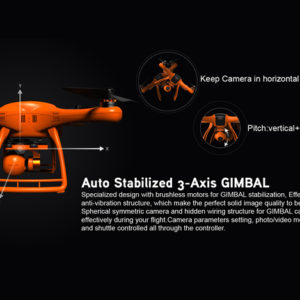 Keep Camera in horizontal
Pitch:vertical+
Y
X
Auto Stabilized 3-Axis GIMBAL
Specialized design with brushless motors for GIMBAL stabilization, Effe
anti-vibration structure, which make the perfect solid image quality to be
Spherical symmetric camera and hidden wiring structure for GIMBAL ca
effectively during your flight.Camera parameters setting, photo/video mo
and shuttle controlled all through the controller.